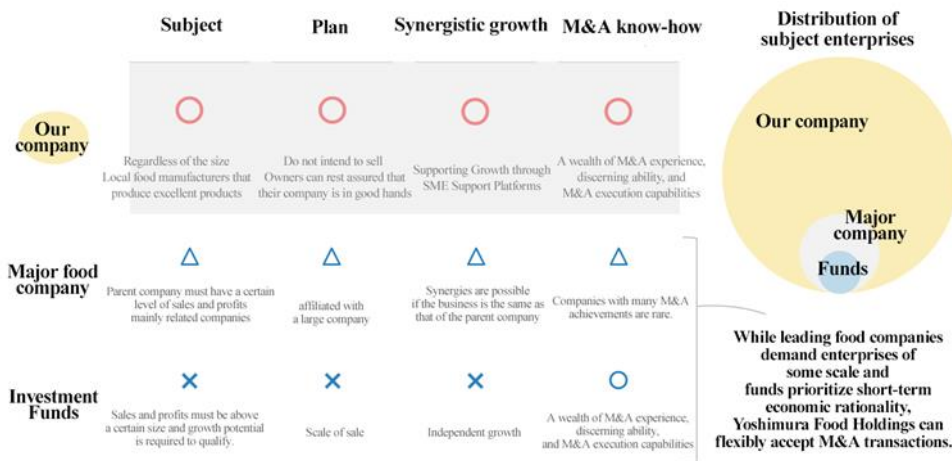 Subject
Plan
Synergistic growth
M&A know-how
Distribution of
subject enterprises
Our
company
Regardless of the size
Local food manufacturers that
produce excellent products
Do not intend to sell
Owners can rest assured that
their company is in good hands
Supporting Growth through
SME Support Platforms
A wealth of M&A experience,
discerning ability, and
M&A execution capabilities
Our company
Major
company
Funds
Major food
company
Parent company must have a certain
level of sales and profits
mainly related companies
affiliated with
a large company
Synergies are possible
if the business is the same as
that of the parent company
Companies with many M&A
achievements are rare.
Investment
Funds
Sales and profits must be above
a certain size and growth potential
is required to qualify.
Scale of sale
Independent growth
A wealth of M&A experience,
discerning ability,
and M&A execution capabilities
While leading food companies
demand enterprises of
some scale and
funds prioritize short-term
economic rationality,
Yoshimura Food Holdings can
flexibly accept M&A transactions.